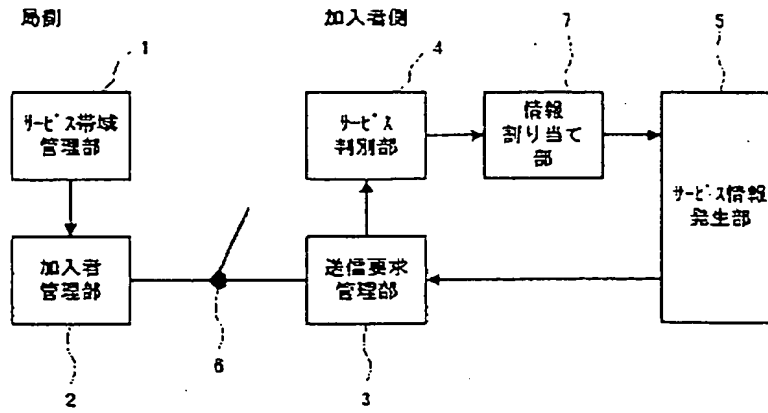 局側
加入者側
1
4
7
5
サービス帯域
管理部
サービス
判別部
情報
割り当て
部
サービス情報
発生部
加入者
管理部
送信要求
管理部
6
2
3